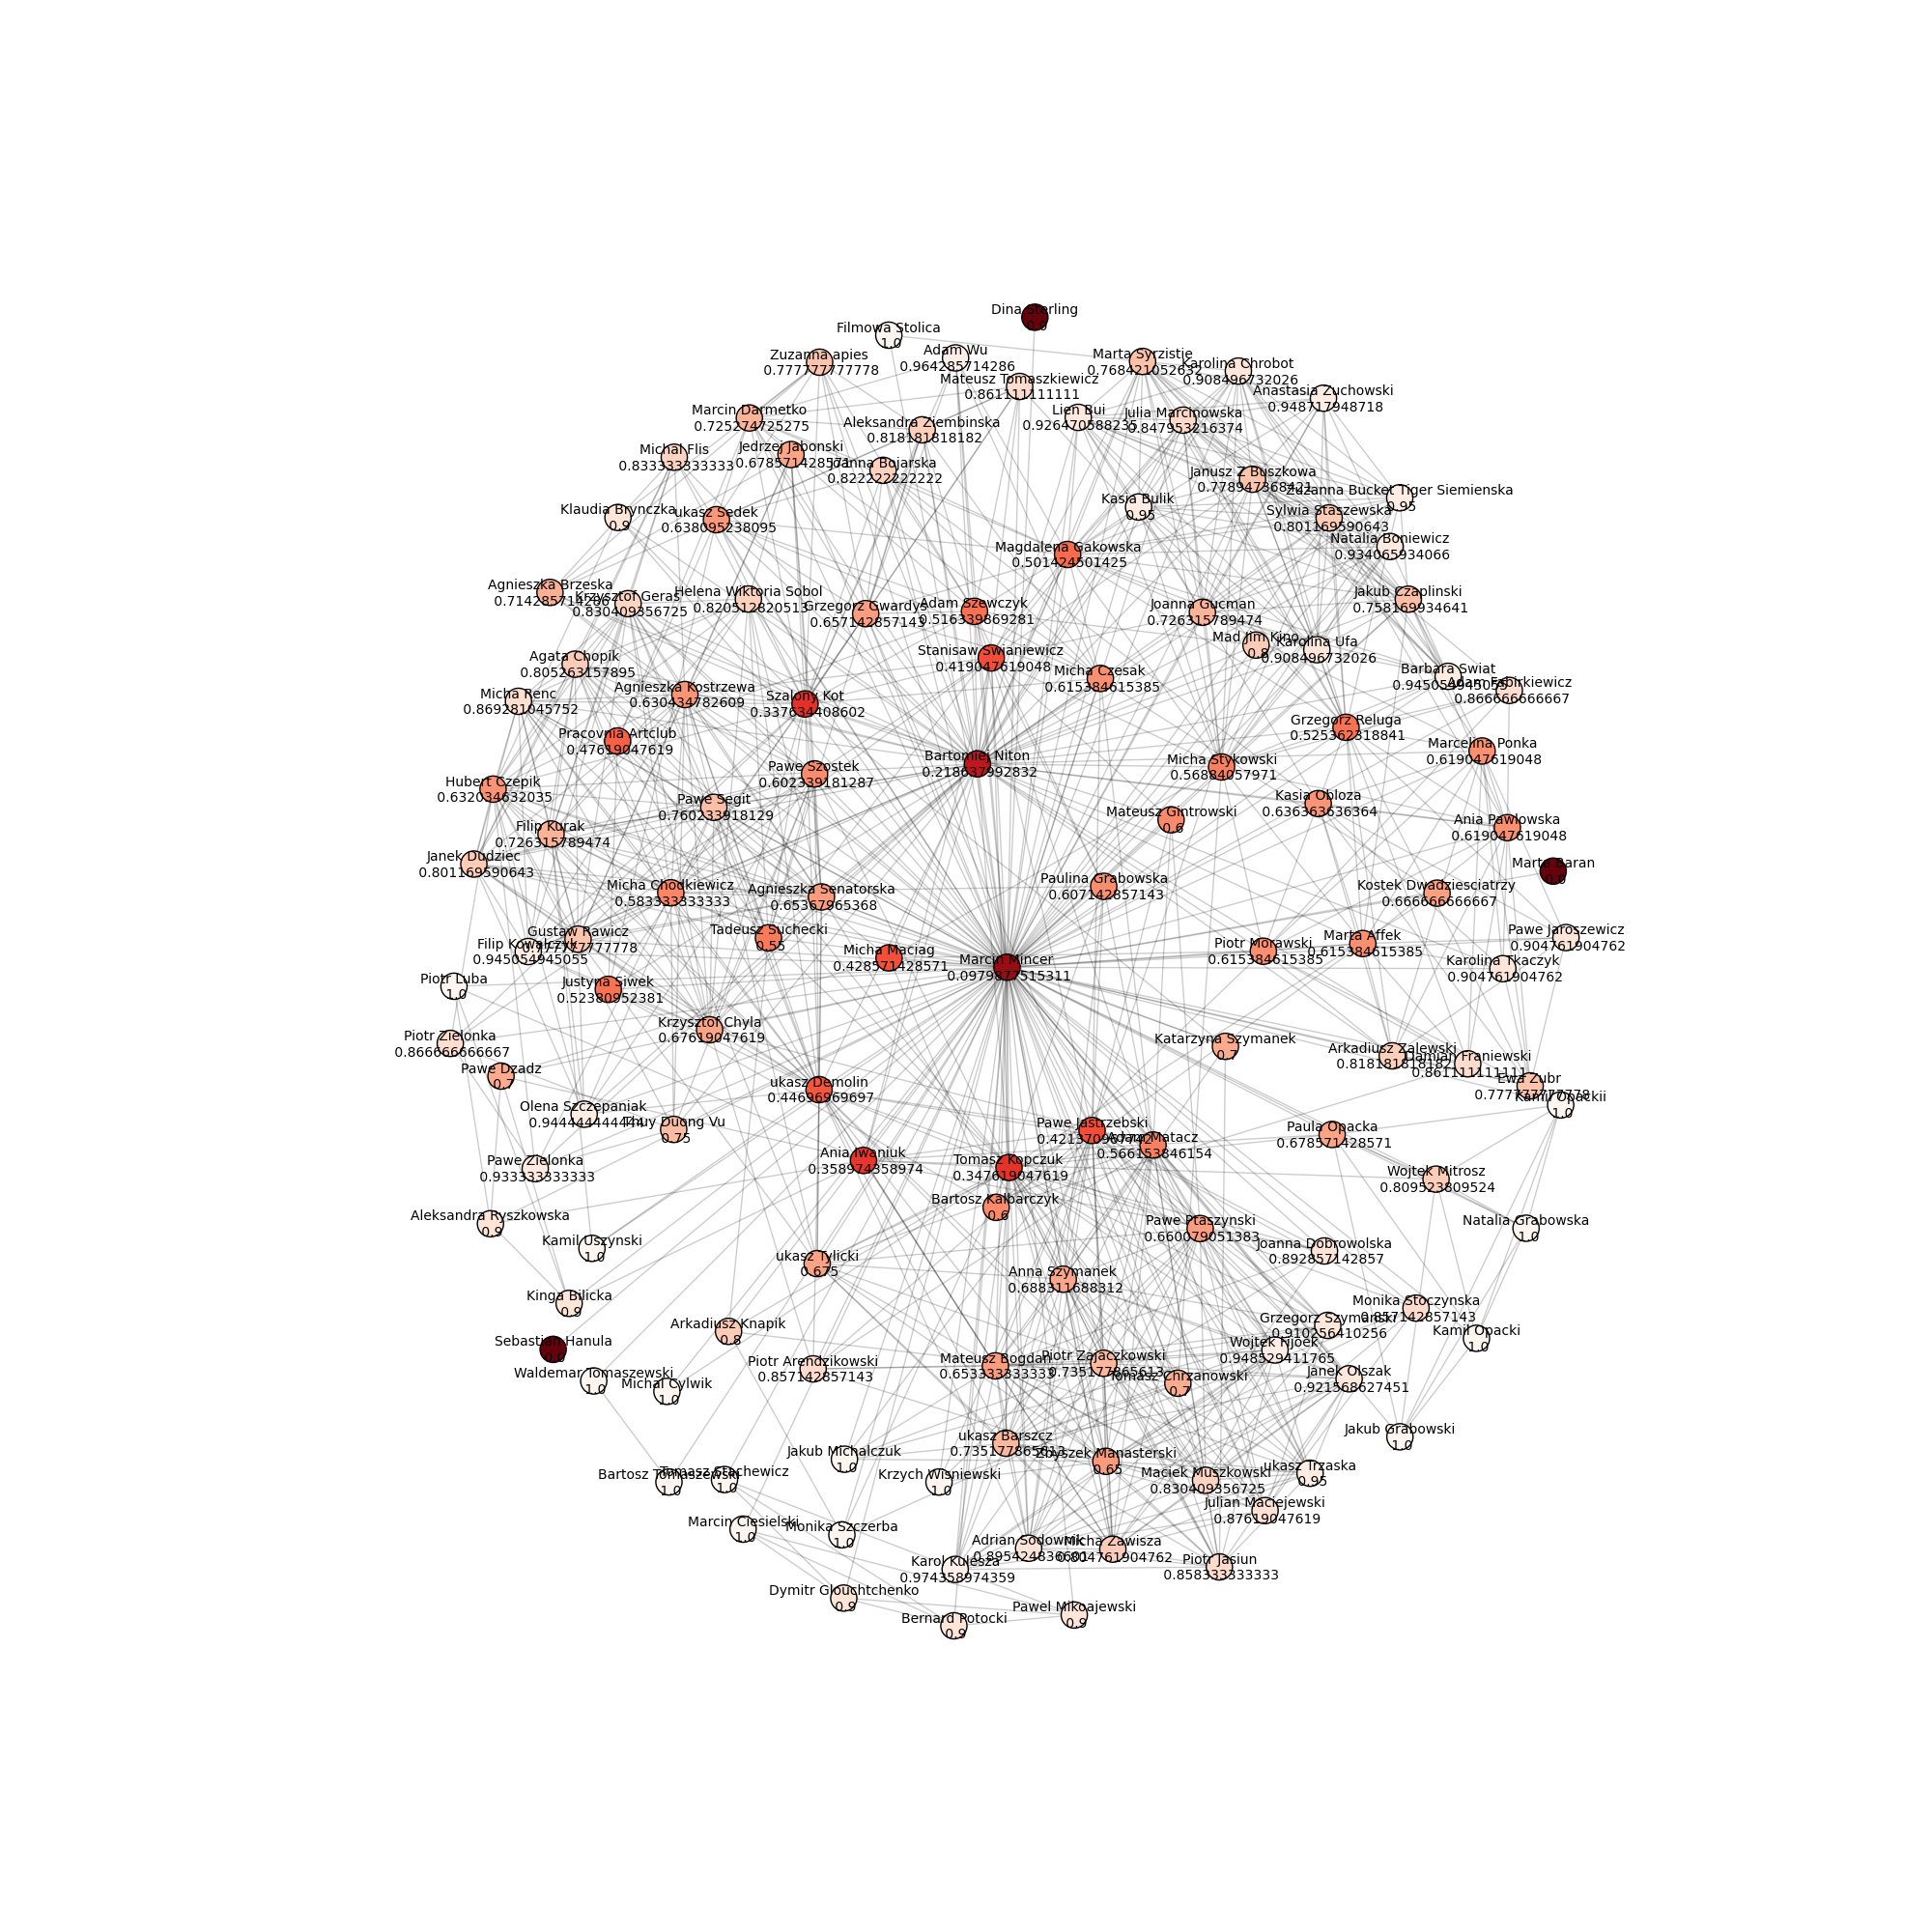 Dina Sterling
0.0
Filmowa Stolica
1.0
Adam Wu
0.964285714286
Zuzanna apies
0.777777777778
Marta Syrzistie
0.768421052632
Karolina Chrobot
0.908496732026
Mateusz Tomaszkiewicz
0.861111111111
Anastasia Zuchowski
0.948717948718
Marcin Darmetko
0.725274725275
Lien Bui
0.926470588235
Julia Marcinowska
0.847953216374
Aleksandra Ziembinska
0.818181818182
Michal Flis
0.833333333333
Jedrzej Jabonski
0.678571428571
Joanna Bojarska
0.822222222222
Janusz Z Buszkowa
0.778947368421
Zuzanna Bucket Tiger Siemienska
0.95
Kasia Bulik
0.95
Klaudia Brynczka
0.9
ukasz Sedek
0.638095238095
Sylwia Staszewska
0.801169590643
Natalia Boniewicz
0.934065934066
Magdalena Gakowska
0.501424501425
Agnieszka Brzeska
0.714285714286
Krzysztof Geras
0.830409356725
Helena Wiktoria Sobol
0.820512820513
Grzegorz Gwardys
0.657142857143
Adam Szewczyk
0.516339869281
Joanna Gucman
0.726315789474
Jakub Czaplinski
0.758169934641
Mad Jim Kino
0.8
Karolina Ufa
0.908496732026
Stanisaw Swianiewicz
0.419047619048
Agata Chopik
0.805263157895
Micha Czesak
0.615384615385
Barbara Swiat
0.945054945055
Adam Fabirkiewicz
0.866666666667
Micha Penc
0.869281045752
Agnieszka Kostrzewa
0.630434782609
Szalony Kot
0.337634408602
Pracovnia Artclub
0.47619047619
Grzegorz Reluga
0.525362318841
Marcelina Ponka
0.619047619048
Bartomiej Niton
0.218637992832
Micha Stykowski
0.56884057971
Pawe Szostek
0.602339181287
Hubert Czepik
0.632034632035
Pawe Segit
0.760233918129
Kasia Obloza
0.636363636364
Mateusz Gintrowski
0.6
Filip Kurak
0.726315789474
Ania Pawlowska
0.619047619048
Janek Dudziec
0.801169590643
Marta Baran
0.0
Micha Chodkiewicz
0.583333333333
Agnieszka Senatorska
0.65367965368
Paulina Grabowska
0.607142857143
Kostek Dwadziesciatrzy
0.666666666667
Gustaw Rawicz
0.777777777778
Filip Kowalczyk
0.945054945055
Tadeusz Suchecki
0.55
Micha Maciag
0.428571428571
Marcin Mincer
0.0979877515311
Piotr Morawski
0.615384615385
Marta Affek
0.615384615385
Pawe Jaroszewicz
0.904761904762
Karolina Tkaczyk
0.904761904762
Piotr Luba
1.0
Justyna Siwek
0.52380952381
Krzysztof Chyla
0.67619047619
Piotr Zielonka
0.866666666667
Katarzyna Szymanek
0.7
Arkadiusz Zalewski
0.818181818182
Damian Franiewski
0.861111111111
Pawe Dzadz
0.7
Ewa Zubr
0.777777777778
Kamil Opackii
1.0
ukasz Demolin
0.44696969697
Olena Szczepaniak
0.944444444444
Thuy Duong Vu
0.75
Pawe Jastrzebski
0.421370967742
Adam Matacz
0.566153846154
Paula Opacka
0.678571428571
Pawe Zielonka
0.933333333333
Ania Iwaniuk
0.358974358974
Tomasz Kopczuk
0.347619047619
Wojtek Mitrosz
0.809523809524
Bartosz Kalbarczyk
0.6
Aleksandra Ryszkowska
0.9
Pawe Ptaszynski
0.660079051383
Natalia Grabowska
1.0
Kamil Uszynski
1.0
Joanna Dobrowolska
0.892857142857
ukasz Tylicki
0.675
Anna Szymanek
0.688311688312
Kinga Bilicka
0.9
Monika Stoczynska
0.857142857143
Arkadiusz Knapik
0.8
Grzegorz Szymanski
0.910256410256
Kamil Opacki
1.0
Sebastian Hanula
0.0
Wojtek Fijoek
0.948529411765
Piotr Arendzikowski
0.857142857143
Mateusz Bogdan
0.653333333333
Piotr Zajaczkowski
0.735177865613
Tomasz Chrzanowski
0.7
Janek Olszak
0.921568627451
Waldemar Tomaszewski
1.0
Michal Cylwik
1.0
Jakub Grabowski
1.0
ukasz Barszcz
0.735177865613
Jakub Michalczuk
1.0
Zbyszek Manasterski
0.65
Bartosz Tomaszewski
1.0
Tomasz Stachewicz
1.0
Krzych Wisniewski
1.0
Maciek Muszkowski
0.830409356725
ukasz Trzaska
0.95
Julian Maciejewski
0.87619047619
Marcin Ciesielski
1.0
Monika Szczerba
1.0
Adrian Sodownik
0.895424836601
Micha Zawisza
0.804761904762
Karol Kulesza
0.974358974359
Piotr Jasiun
0.858333333333
Dymitr Glouchtchenko
0.9
Bernard Potocki
0.9
Pawel Mikoajewski
0.9